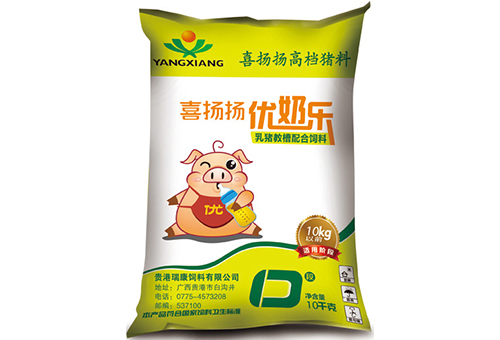 YANGXIANG
喜扬扬高档猪料
喜扬扬 优奶乐
乳猪教槽配合饲料
优
10kg
以前
适用阶段
段
贵港瑞康饲料有限公司
地址：广西贵港市白沟井
电话：0775-4573208
邮编：537100
本产品符合国家饲料卫生标准
净含量
10千克